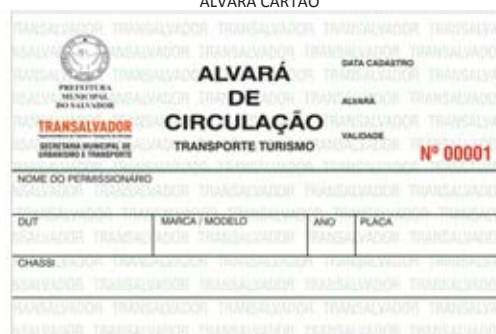 ALVARÁ CARTÃO
PREFEITURA
MUNICIPAL
DO SALVADOR
TRANSALVADOR
SECRETARIA MUNICIPAL DE
URBANISMO E TRANSPORTE
ALVARÁ
DE
CIRCULAÇÃO
TRANSPORTE TURISMO
DATA CADASTRO
ALVARA
VALIDADE
Nº 00001
NOME DO PERMISSIONÁRIO
DUT
MARCA / MODELO
ANO
PLACA
CHASSI